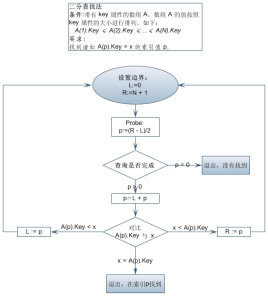 二分查找法
条件:带有 key 属性的数组 A，数组 A 的值按照
key 属性的大小进行排列。如下:
A(1).Key ≤ A(2).Key ≤...≤ A(N).Key
要求:
找到诸如 A(p).Key = x 的索引值 p。
设置边界:
L:=0
R:=N + 1
Probe:
p:=(R - L)/2
查询是否完成
p = 0
退出，没有找到
p ≥ 0
p:=L + p
对比
A(p).Key 与 x
A(p).Key < x
L := p
x < A(p).Key
R := p
x = A(p).Key
退出，在索引p找到